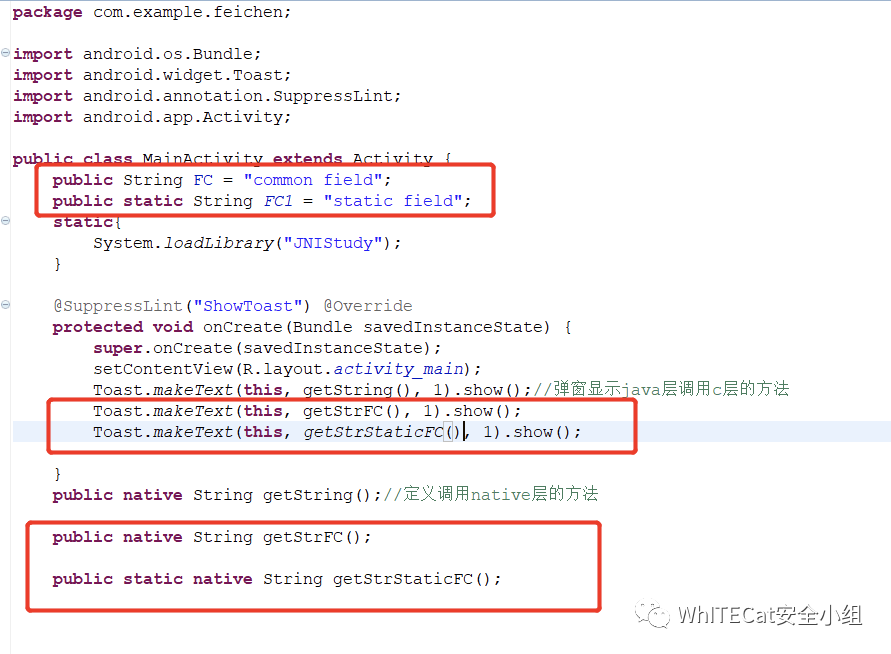 package com.example.feichen;
import android.os.Bundle;
import android.widget.Toast;
import android.annotation.SuppressLint;
import android.app.Activity;
public class MainActivity extends Activity {
public String FC = "common field";
public static String FC1 = "static field";
static{
System.loadLibrary("JNIStudy");
}
@SuppressLint("ShowToast") @Override
protected void onCreate(Bundle savedInstanceState) {
super.onCreate(savedInstanceState);
setContentView(R.layout.activity_main);
Toast.makeText(this, getString(), 1).show();//弹窗显示java层调用c层的方法
Toast.makeText(this, getStrFC(), 1).show();
Toast.makeText(this, getStrStaticFC(), 1).show();
}
public native String getString();//定义调用native层的方法
public native String getStrFC();
public static native String getStrStaticFC();
WhITECat安全小组